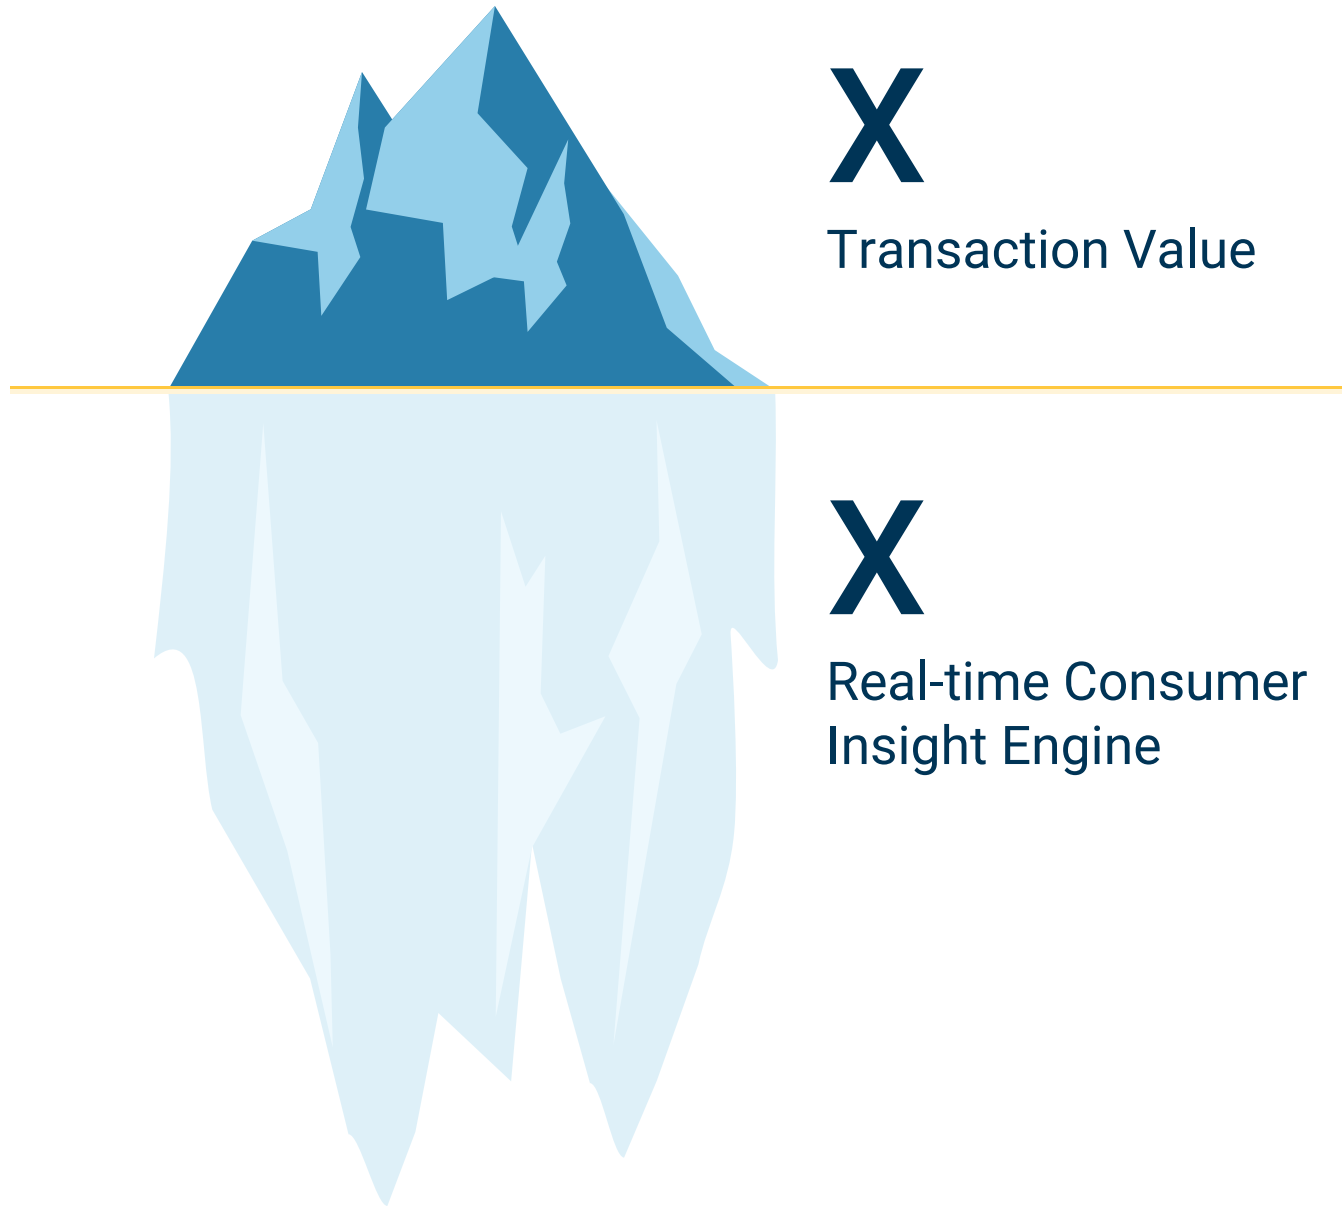 X
Transaction Value
X
Real-time Consumer
Insight Engine